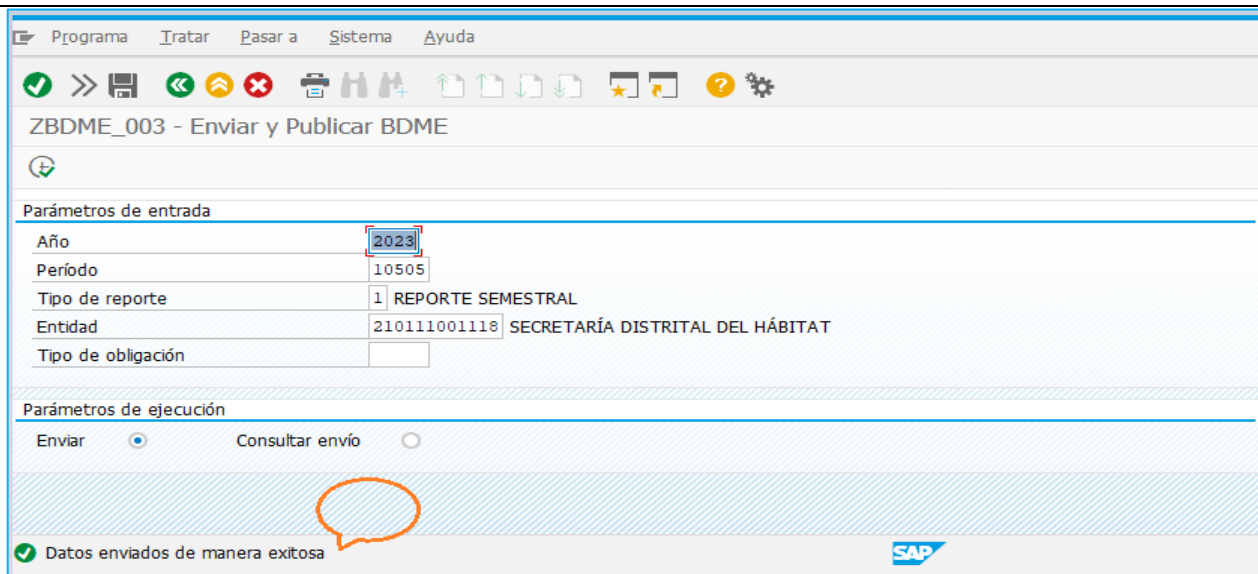 Programa Tratar Pasar a Sistema Ayuda
ZBDME_003 - Enviar y Publicar BDME
Parámetros de entrada
Año 2023
Período 10505
Tipo de reporte 1 REPORTE SEMESTRAL
Entidad 210111001118 SECRETARÍA DISTRITAL DEL HÁBITAT
Tipo de obligación
Parámetros de ejecución
Enviar Consultar envío
Datos enviados de manera exitosa SAP